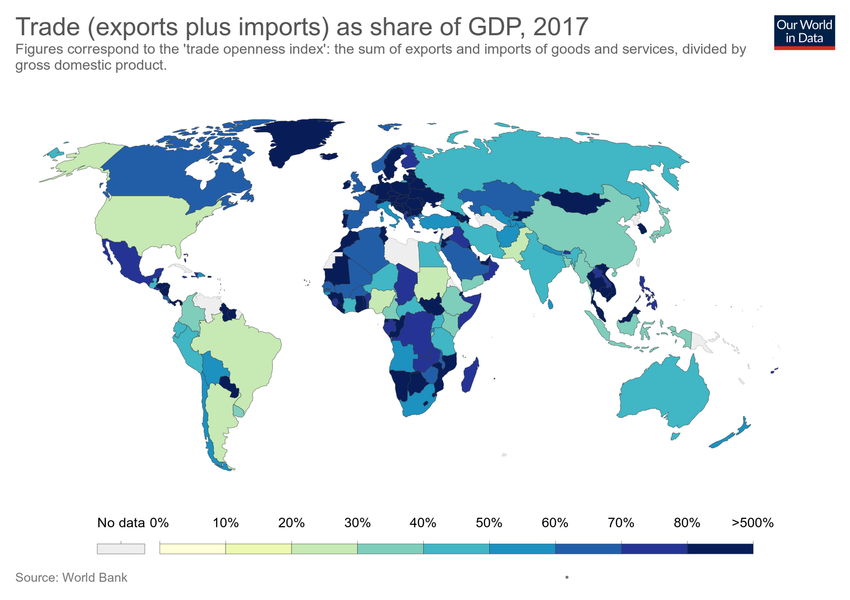 Trade (exports plus imports) as share of GDP, 2017
Our World
in Data
Figures correspond to the 'trade openness index': the sum of exports and imports of goods and services, divided by
gross domestic product.
No data 0% 10% 20% 30% 40% 50% 60% 70% 80% >500%
Source: World Bank